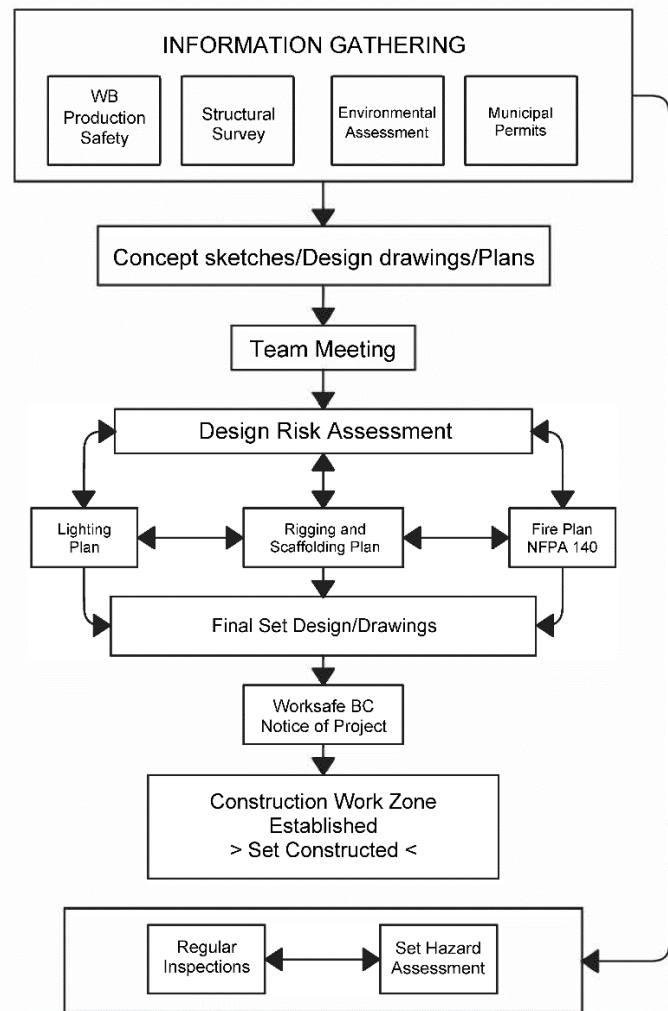 INFORMATION GATHERING
WB
Production
Safety
Structural
Survey
Environmental
Assessment
Municipal
Permits
Concept sketches/Design drawings/Plans
Team Meeting
Design Risk Assessment
Lighting
Plan
Rigging and
Scaffolding Plan
Fire Plan
NFPA 140
Final Set Design/Drawings
Worksafe BC
Notice of Project
Construction Work Zone
Established
> Set Constructed <
Regular
Inspections
Set Hazard
Assessment